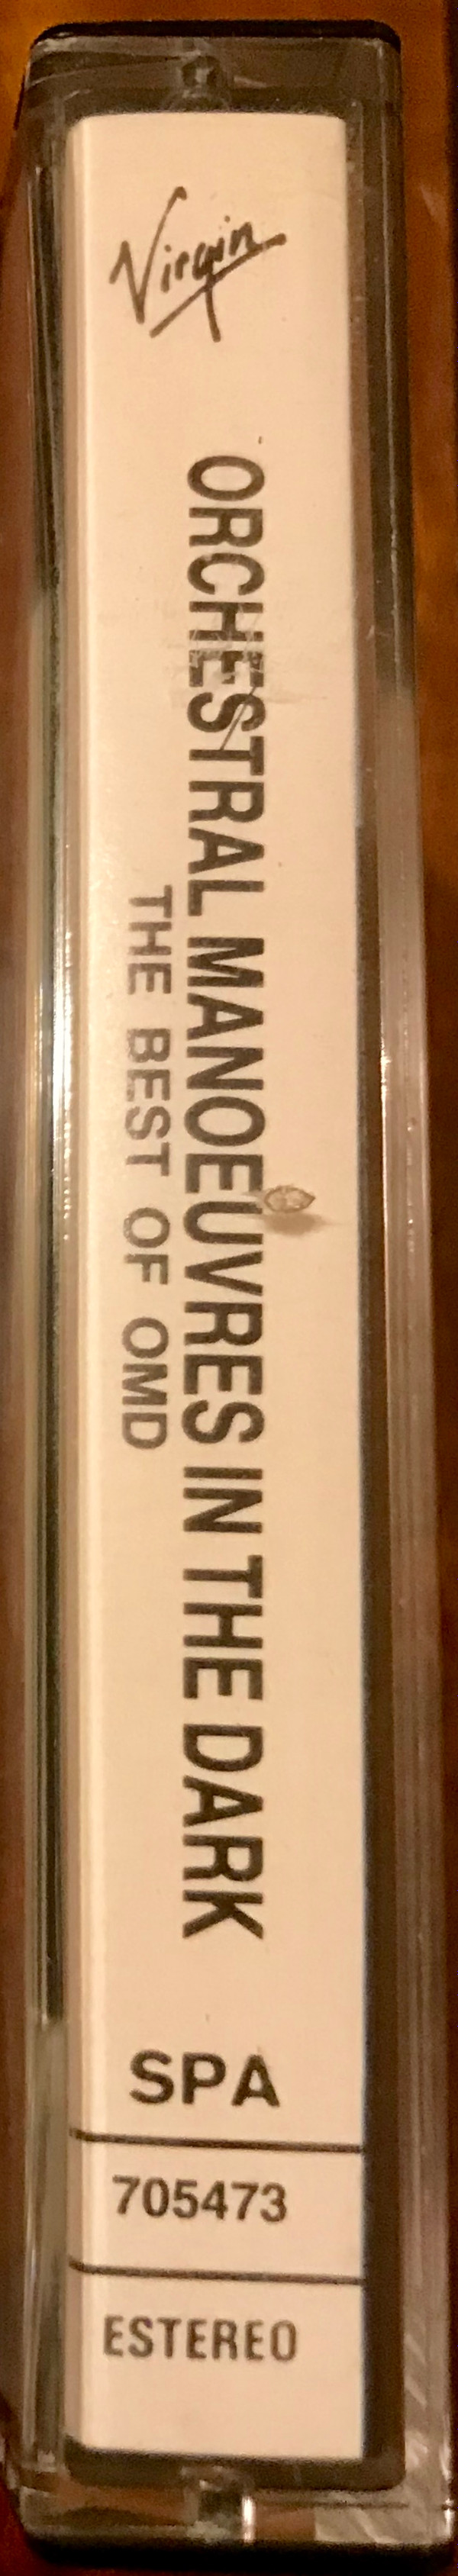 Virgin
ORCHESTRAL MANOEUVRES IN THE DARK
THE BEST OF OMD
SPA
705473
ESTEREO